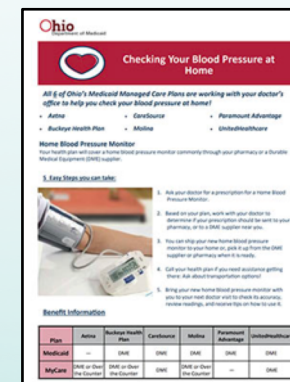 Ohio
Department of Medicaid
Checking Your Blood Pressure at
Home
All 6 of Ohio's Medicaid Managed Care Plans are working with your doctor's
office to help you check your blood pressure at home!
• Aetna • CareSource • Paramount Advantage
• Buckeye Health Plan • Molina • UnitedHealthcare
Home Blood Pressure Monitor
Your health plan will cover a home blood pressure monitor commonly through your pharmacy or a Durable
Medical Equipment (DME) supplier.
5 Easy Steps you can take:
1. Ask your doctor for a prescription for a Home Blood
Pressure Monitor.
2. Based on your plan, work with your doctor to
determine if your prescription should be sent to your
pharmacy, or to a DME supplier near you.
3. You can ship your new home blood pressure
monitor to your home or, pick it up from the DME
supplier or pharmacy when it is ready.
4. Call your health plan if you need assistance getting
there. Ask about transportation options!
5. Bring your new home blood pressure monitor with
you to your next doctor visit to check its accuracy,
review readings, and receive tips on how to use it.
Benefit Information
Plan Aetna Buckeye Health Plan CareSource Molina Paramount Advantage UnitedHealthcare
Medicaid — DME DME DME DME DME
MyCare DME or Over the Counter DME or Over the Counter DME DME or Over the Counter — DME